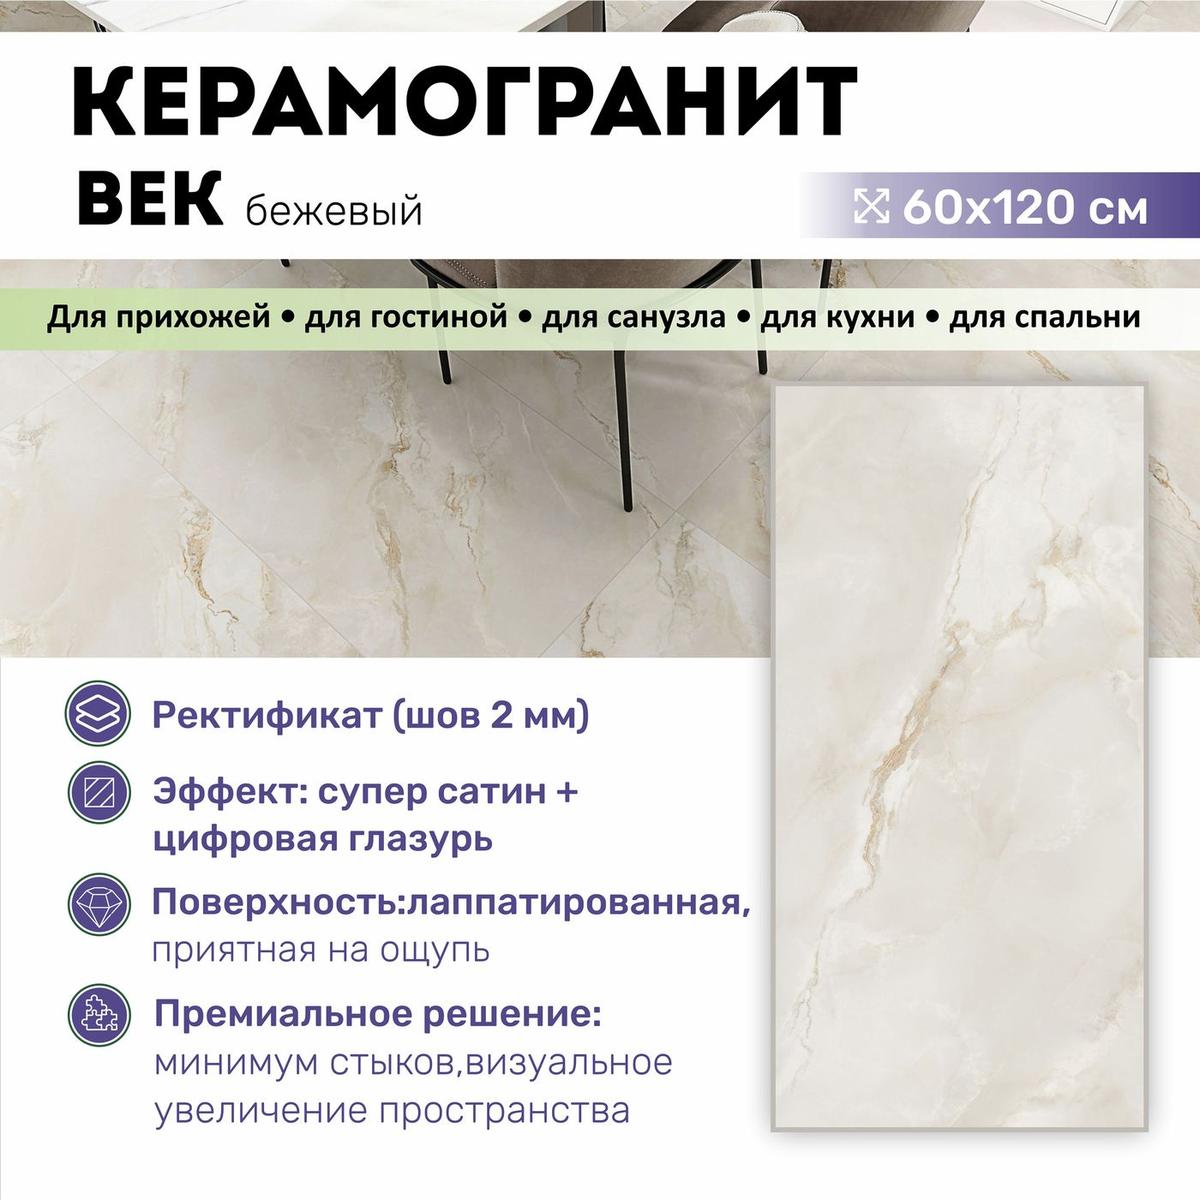 КЕРАМОГРАНИТ
ВЕК бежевый
60х120 см
Для прихожей • для гостиной • для санузла • для кухни • для спальни
Ректификат (шов 2 мм)
Эффект: супер сатин +
цифровая глазурь
Поверхность:лаппатированная,
приятная на ощупь
Премиальное решение:
минимум стыков,визуальное
увеличение пространства